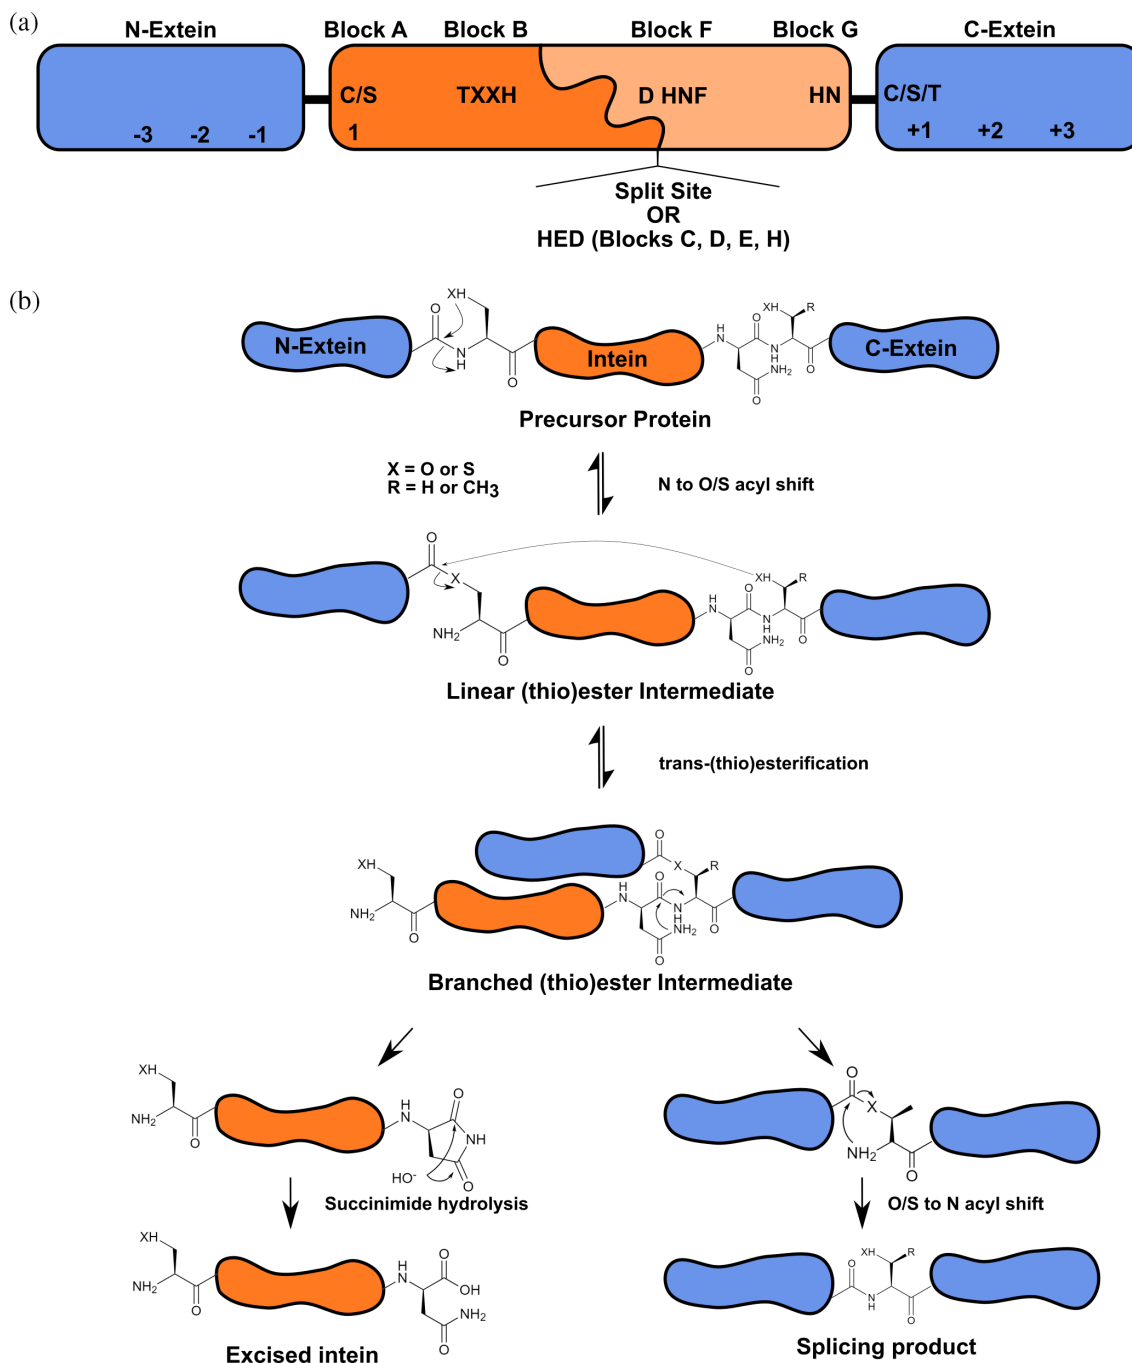 (a)
N-Extein Block A Block B Block F Block G C-Extein
C/S TXXH D HNF HN C/S/T
-3 -2 -1 1 +1 +2 +3
Split Site
OR
HED (Blocks C, D, E, H)
(b)
XH O N H O
N-Extein Intein C-Extein
H N O XH R N H O NH2 O
Precursor Protein
X = O or S
R = H or CH3
N to O/S acyl shift
O X NH2 O
H N O XH R N H O NH2 O
Linear (thio)ester Intermediate
trans-(thio)esterification
XH NH2 O
O X R H N O N H O NH2 O
Branched (thio)ester Intermediate
XH NH2 O
H N O NH O HO-
O X NH2 O
Succinimide hydrolysis
O/S to N acyl shift
XH NH2 O
H N O OH NH2 O
O N H XH R O
Excised intein
Splicing product